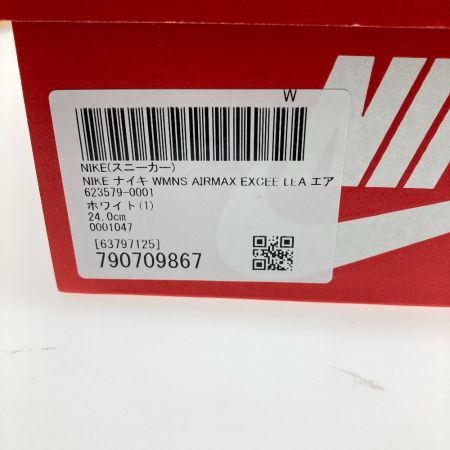 W
NIKE
NIKE(スニーカー)
NIKE ナイキ WMNS AIRMAX EXCEE LEA エア
623579-0001
ホワイト(1)
24.0cm
0001047
[63797125]
790709867